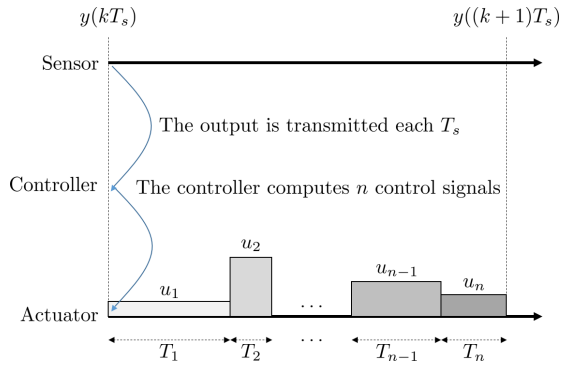 y(kT_s) y((k + 1)T_s)
Sensor
The output is transmitted each T_s
Controller
The controller computes n control signals
u_1 u_2 ... u_{n−1} u_n
Actuator
T_1 T_2 ... T_{n−1} T_n